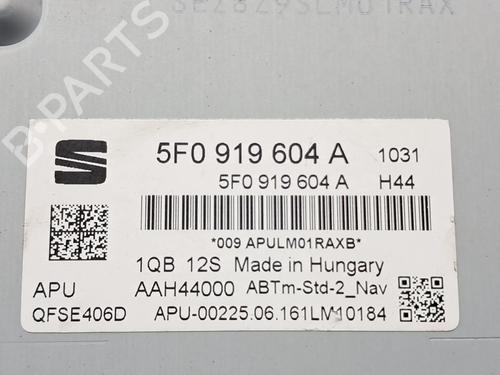 SE2829SLM01RAX
B-PARTS
5F0 919 604 A 1031
5F0 919 604 A H44
*009 APULM01RAXB*
1QB 12S Made in Hungary
APU AAH44000 ABTm-Std-2_Nav
QFSE406D APU-00225.06.161LM10184